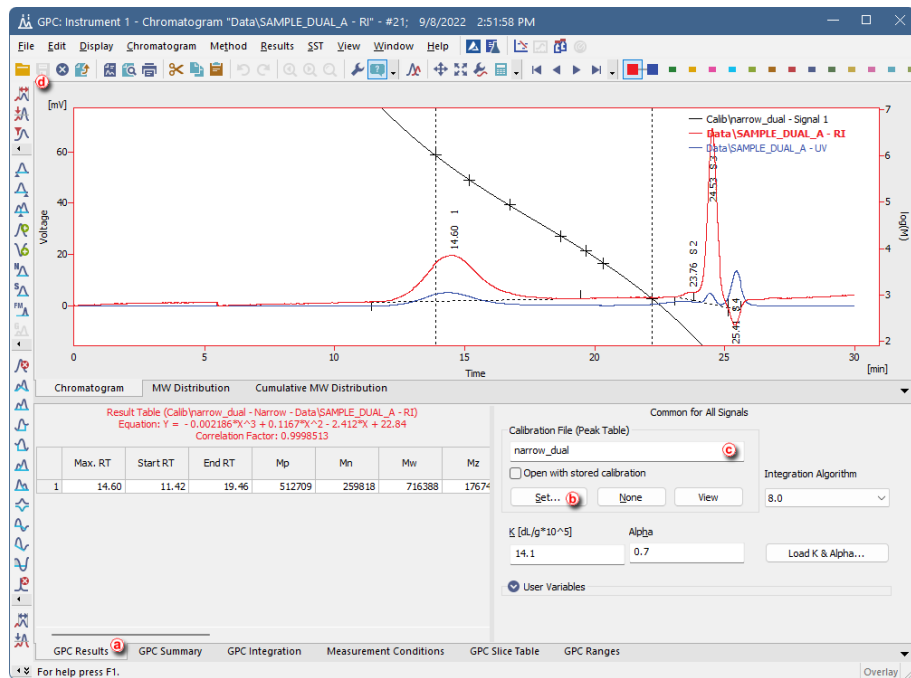 GPC: Instrument 1 - Chromatogram "Data\SAMPLE_DUAL_A - RI" - #21; 9/8/2022 2:51:58 PM
File Edit Display Chromatogram Method Results SST View Window Help
d
[mV]
60
40
20
0
Voltage
7
6
5
4
3
2
log(M)
Calib\narrow_dual - Signal 1
Data\SAMPLE_DUAL_A - RI
Data\SAMPLE_DUAL_A - UV
14.60 1
23.76 S 2
24.53 S 3
25.41 S 4
0 5 10 15 20 25 30
Time
[min]
Chromatogram MW Distribution Cumulative MW Distribution
Result Table (Calib\narrow_dual - Narrow - Data\SAMPLE_DUAL_A - RI)
Equation: Y = - 0.002186*X^3 + 0.1167*X^2 - 2.412*X + 22.84
Correlation Factor: 0.9998513
Max. RT Start RT End RT Mp Mn Mw Mz
1 14.60 11.42 19.46 512709 259818 716388 17674
Common for All Signals
Calibration File (Peak Table)
narrow_dual c
Open with stored calibration
Set... b None View
Integration Algorithm
8.0
K [dL/g*10^5] Alpha
14.1 0.7 Load K & Alpha...
User Variables
GPC Results a GPC Summary GPC Integration Measurement Conditions GPC Slice Table GPC Ranges
For help press F1. Overlay